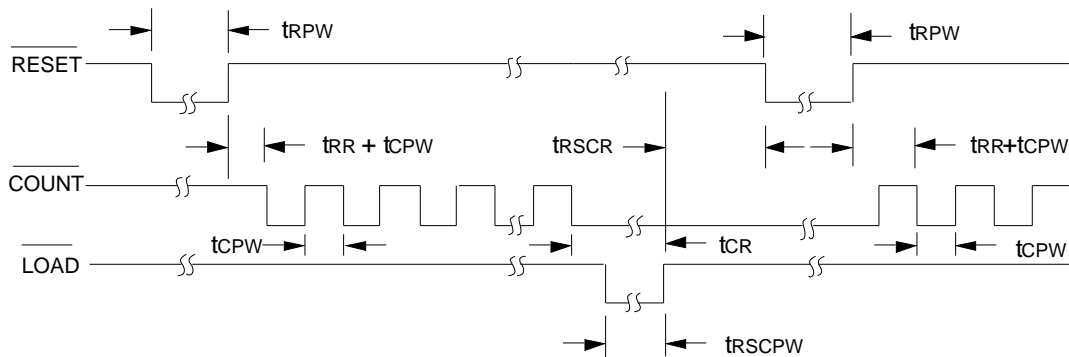 tRPW
tRPW
RESET
tRR + tCPW
tRSCR
tRR+tCPW
COUNT
tCPW
tCR
tCPW
LOAD
tRSCPW